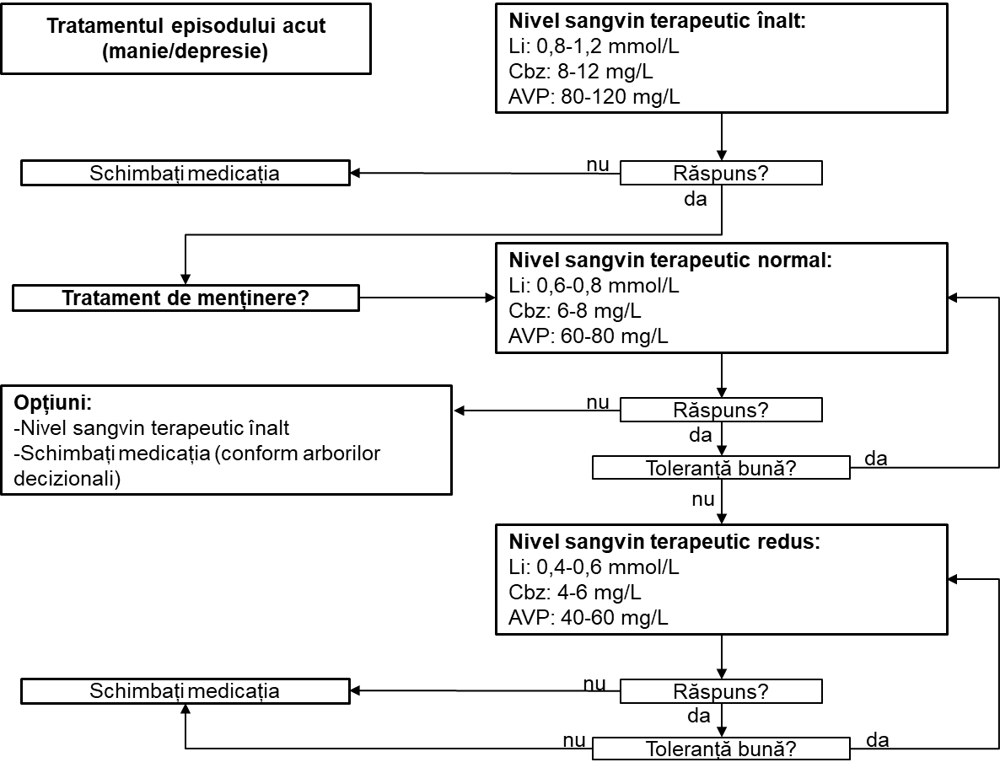 Tratamentul episodului acut
(manie/depresie)
Nivel sangvin terapeutic înalt:
Li: 0,8-1,2 mmol/L
Cbz: 8-12 mg/L
AVP: 80-120 mg/L
Schimbați medicația
nu
Răspuns?
da
Tratament de menținere?
Nivel sangvin terapeutic normal:
Li: 0,6-0,8 mmol/L
Cbz: 6-8 mg/L
AVP: 60-80 mg/L
Opțiuni:
-Nivel sangvin terapeutic înalt
-Schimbați medicația (conform arborilor
decizionali)
nu
Răspuns?
da
Toleranță bună?
da
nu
Nivel sangvin terapeutic redus:
Li: 0,4-0,6 mmol/L
Cbz: 4-6 mg/L
AVP: 40-60 mg/L
Schimbați medicația
nu
Răspuns?
da
nu
Toleranță bună?
da